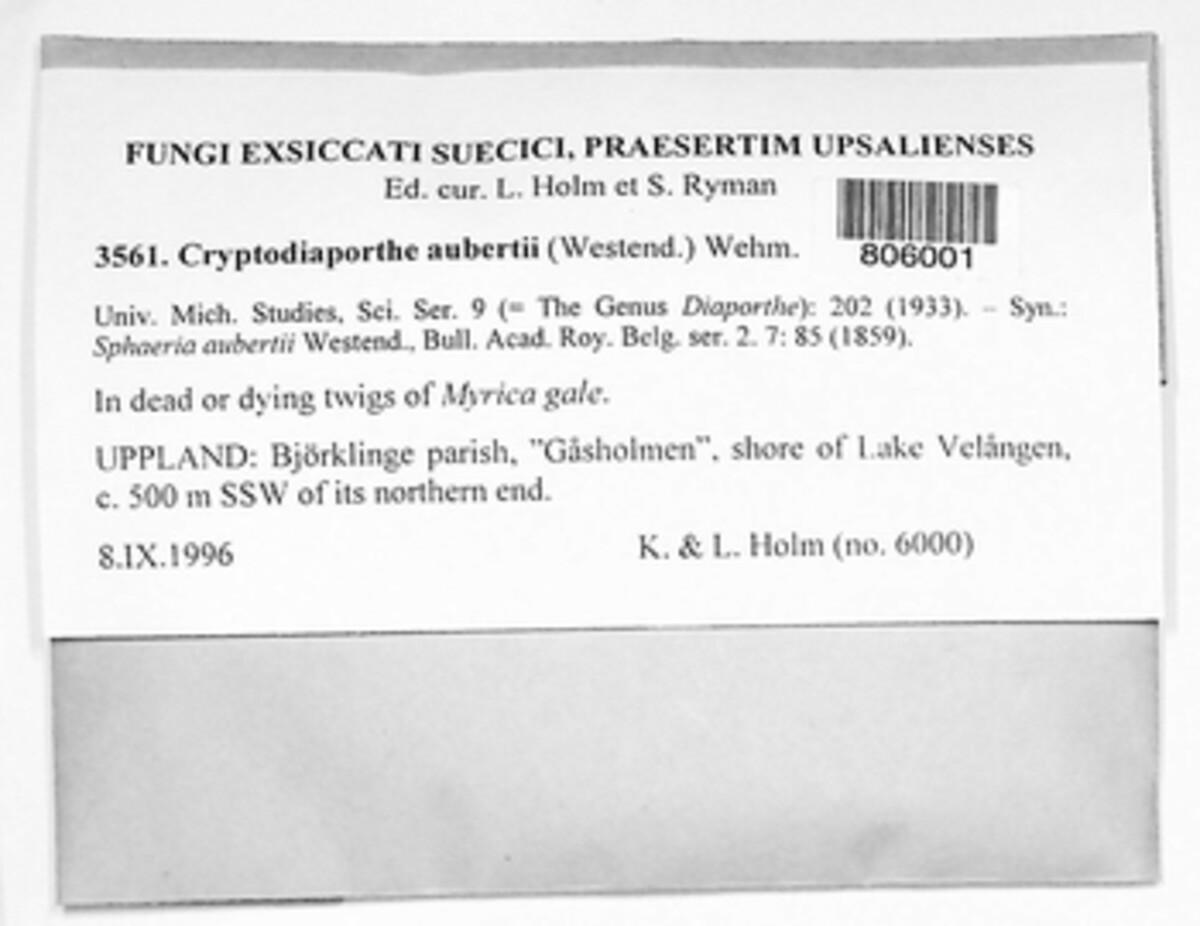 FUNGI EXSICCATI SUECICI, PRAESERTIM UPSALIENSES
Ed. cur. L. Holm et S. Ryman
806001
3561. Cryptodiaporthe aubertii (Westend.) Wehm.
Univ. Mich. Studies, Sci. Ser. 9 (= The Genus Diaporthe): 202 (1933). – Syn.:
Sphaeria aubertii Westend., Bull. Acad. Roy. Belg. ser. 2. 7: 85 (1859).
In dead or dying twigs of Myrica gale.
UPPLAND: Björklinge parish, "Gåsholmen", shore of Lake Velången,
c. 500 m SSW of its northern end.
8.IX.1996 K. & L. Holm (no. 6000)